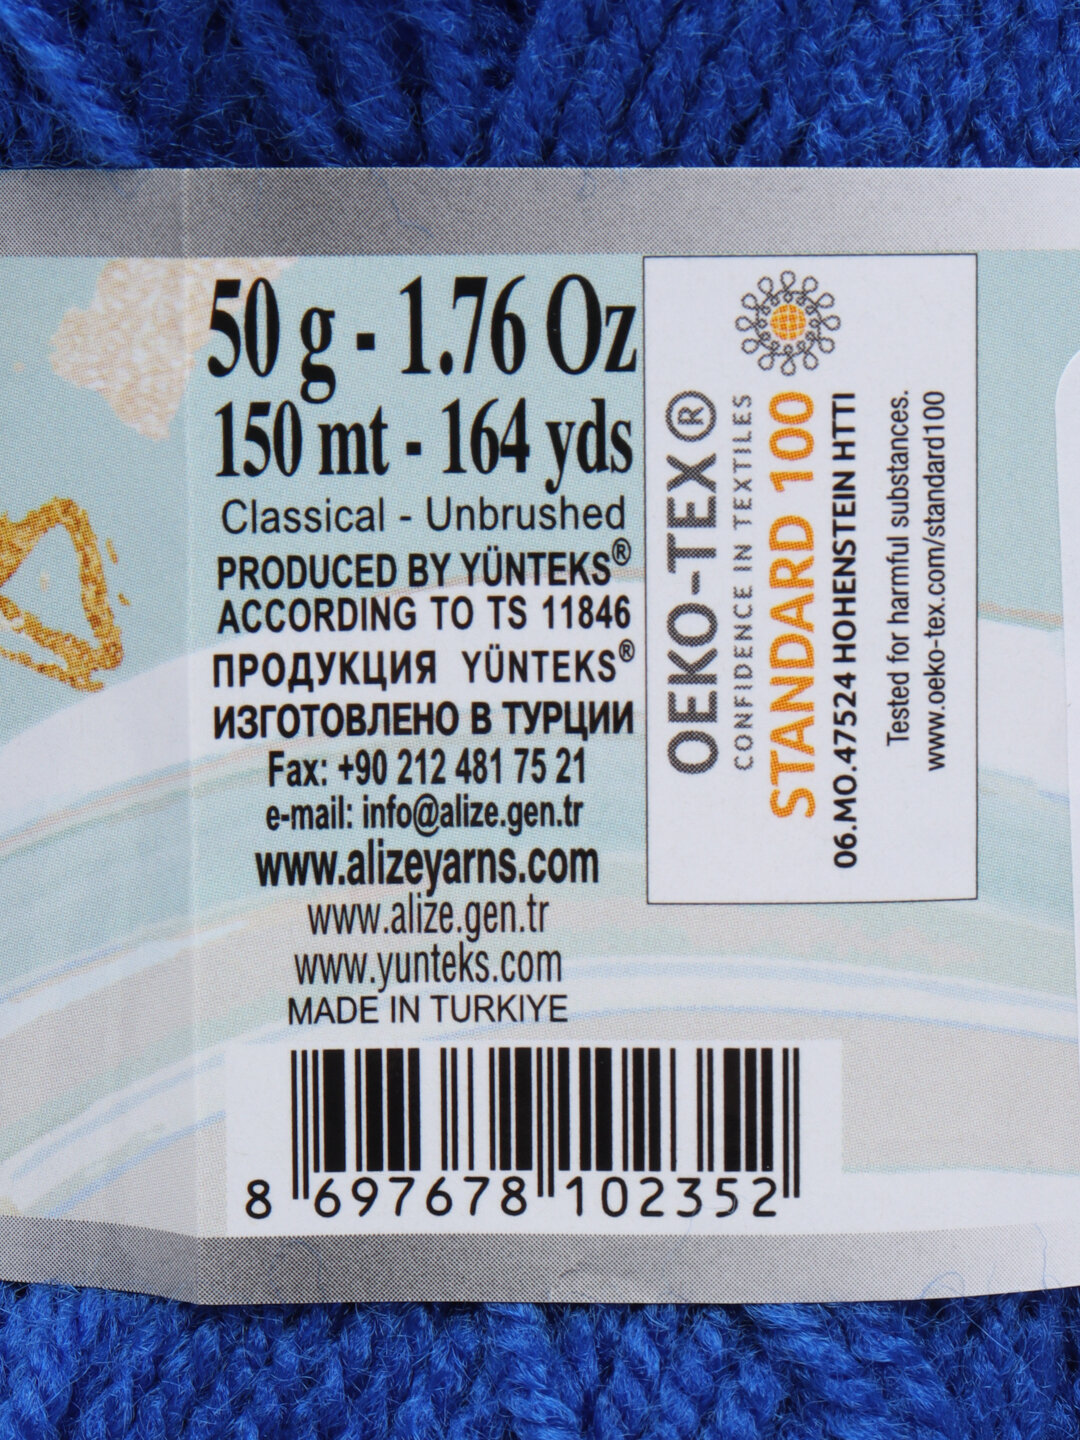 50 g - 1.76 Oz
150 mt - 164 yds
Classical - Unbrushed
PRODUCED BY YÜNTEKS®
ACCORDING TO TS 11846
ПРОДУКЦИЯ YÜNTEKS®
ИЗГОТОВЛЕНО В ТУРЦИИ
Fax: +90 212 481 75 21
e-mail: info@alize.gen.tr
www.alizeyarns.com
www.alize.gen.tr
www.yunteks.com
MADE IN TURKIYE
8 697678 102352
OEKO-TEX®
CONFIDENCE IN TEXTILES
STANDARD 100
06.MO.47524 HOHENSTEIN HTTI
Tested for harmful substances.
www.oeko-tex.com/standard100